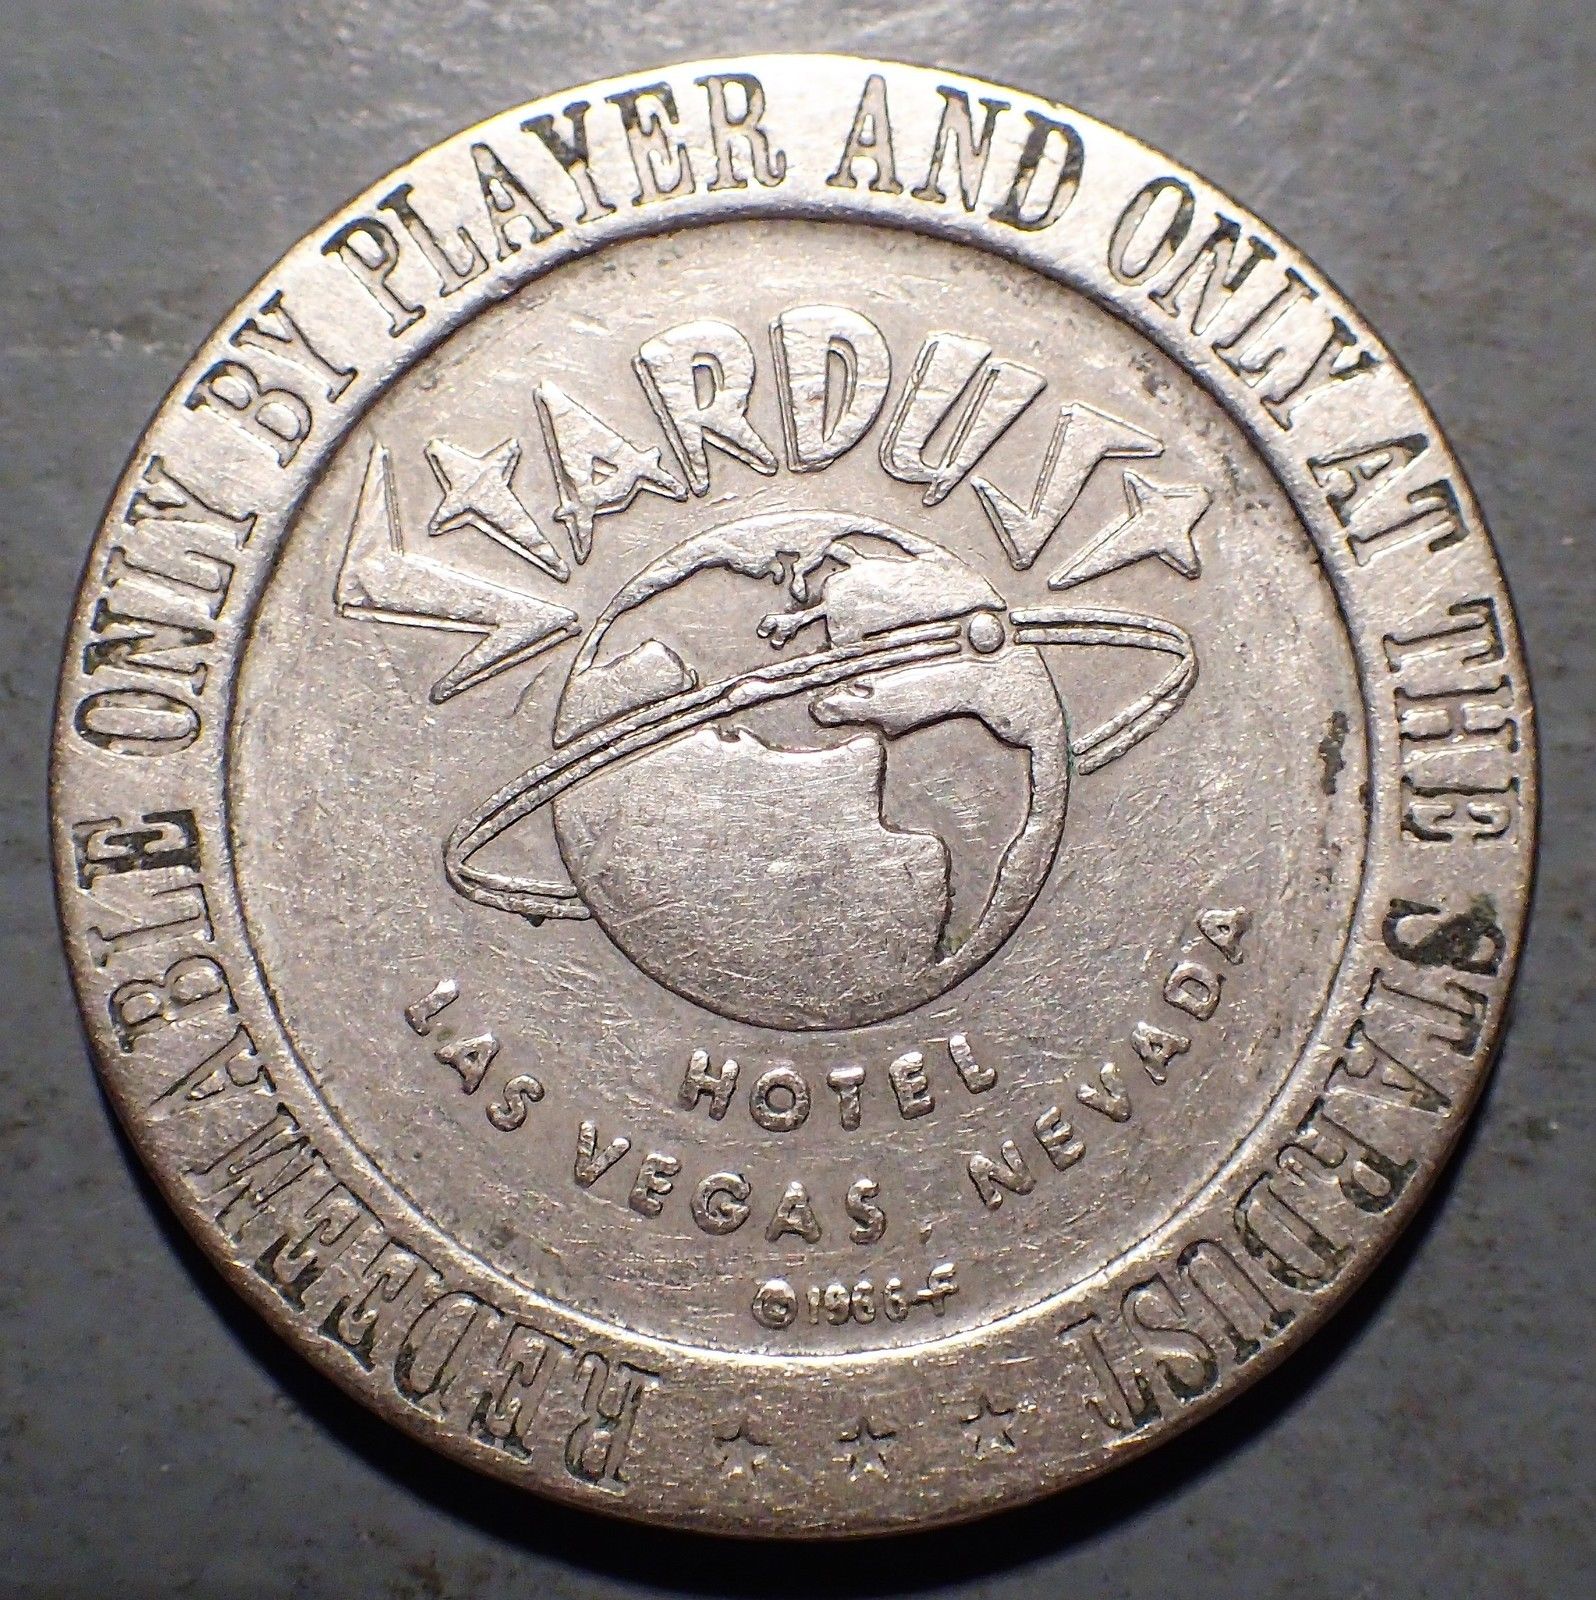 REDEEMABLE ONLY BY PLAYER AND ONLY AT THE STARDUST
STARDUST
HOTEL
LAS VEGAS, NEVADA
©1966-F